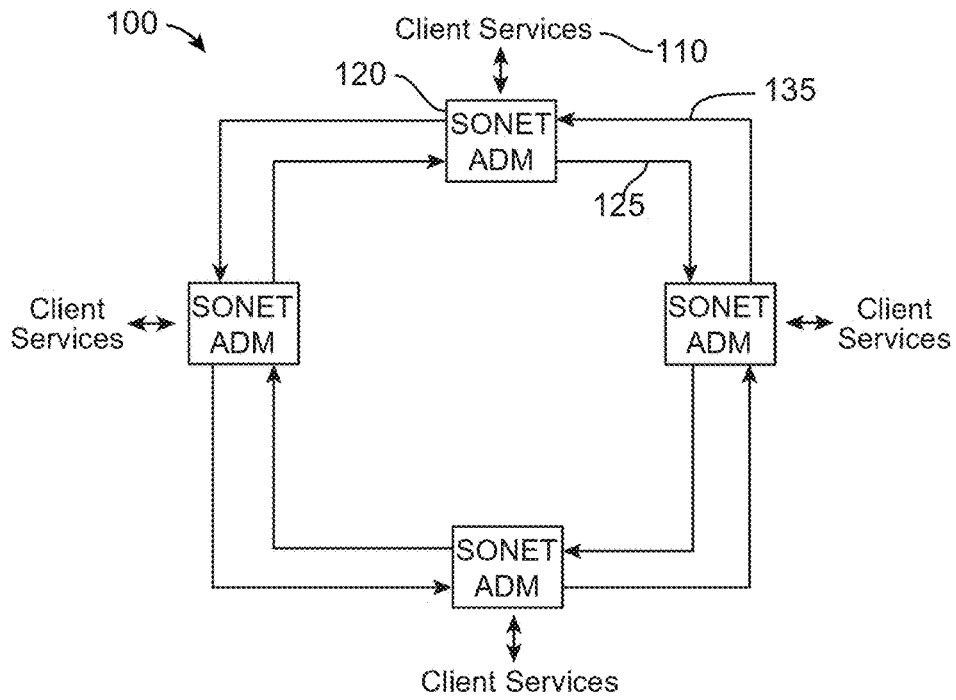 100
Client Services
110
120
135
SONET
ADM
125
Client
Services
SONET
ADM
SONET
ADM
Client
Services
SONET
ADM
Client Services